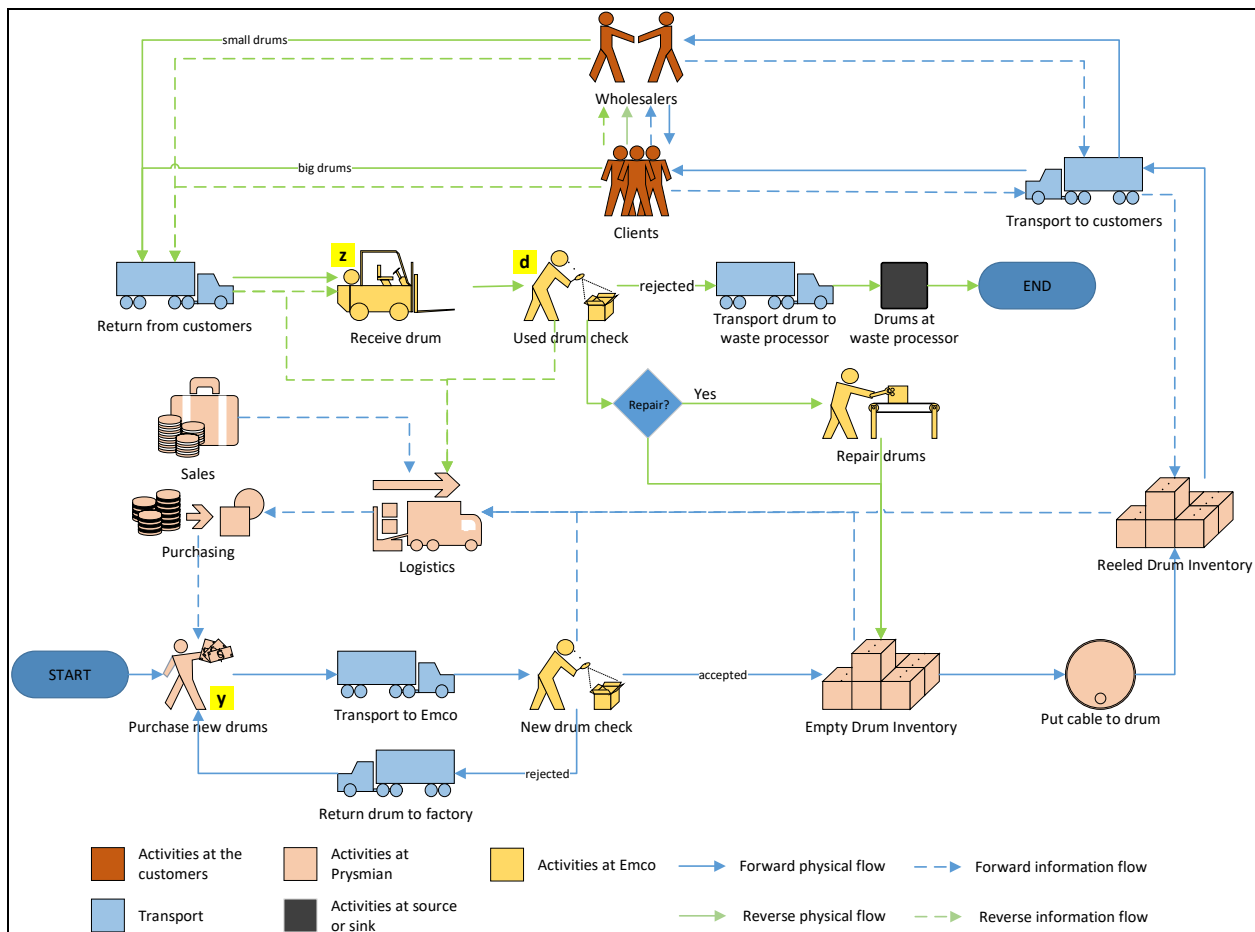 small drums
Wholesalers
big drums
Clients
Transport to customers
z
d
rejected
END
Return from customers
Receive drum
Used drum check
Transport drum to
waste processor
Drums at
waste processor
Repair?
Yes
Repair drums
Sales
Purchasing
Logistics
Reeled Drum Inventory
START
y
Purchase new drums
Transport to Emco
New drum check
accepted
Empty Drum Inventory
Put cable to drum
rejected
Return drum to factory
Activities at the
customers
Activities at
Prysmian
Activities at Emco
Forward physical flow
Forward information flow
Transport
Activities at source
or sink
Reverse physical flow
Reverse information flow